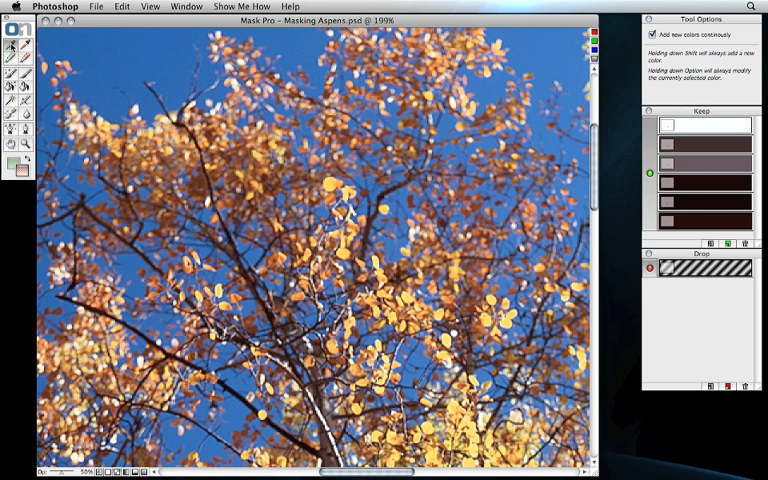 Photoshop File Edit View Window Show Me How Help
Mask Pro - Masking Aspens.psd @ 199%
Tool Options
on
Add new colors continously
Holding down Shift will always add a new
color.
Holding down Option will always modify
the currently selected color.
Keep
Drop
50%